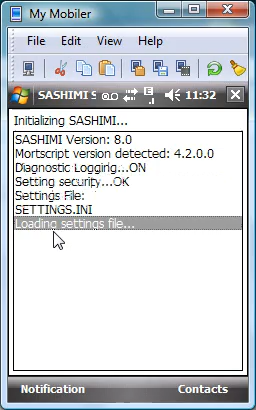 My Mobiler
File Edit View Help
SASHIMI S 11:32
Initializing SASHIMI...
SASHIMI Version: 8.0
Mortscript version detected: 4.2.0.0
Diagnostic Logging...ON
Setting security...OK
Settings File:
SETTINGS.INI
Loading settings file...
Notification Contacts